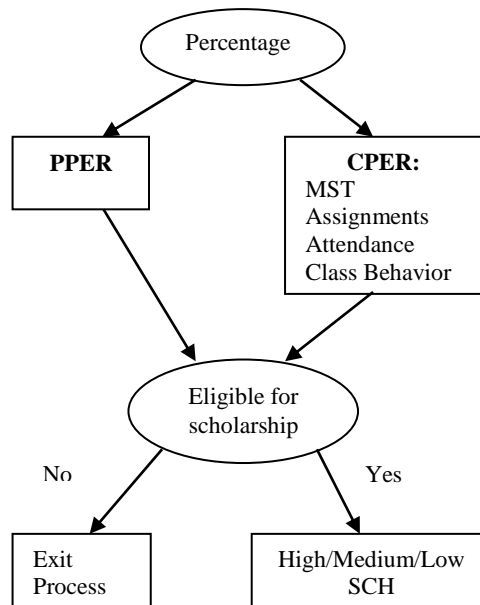 Percentage
PPER
CPER:
MST
Assignments
Attendance
Class Behavior
Eligible for
scholarship
No
Yes
Exit
Process
High/Medium/Low
SCH